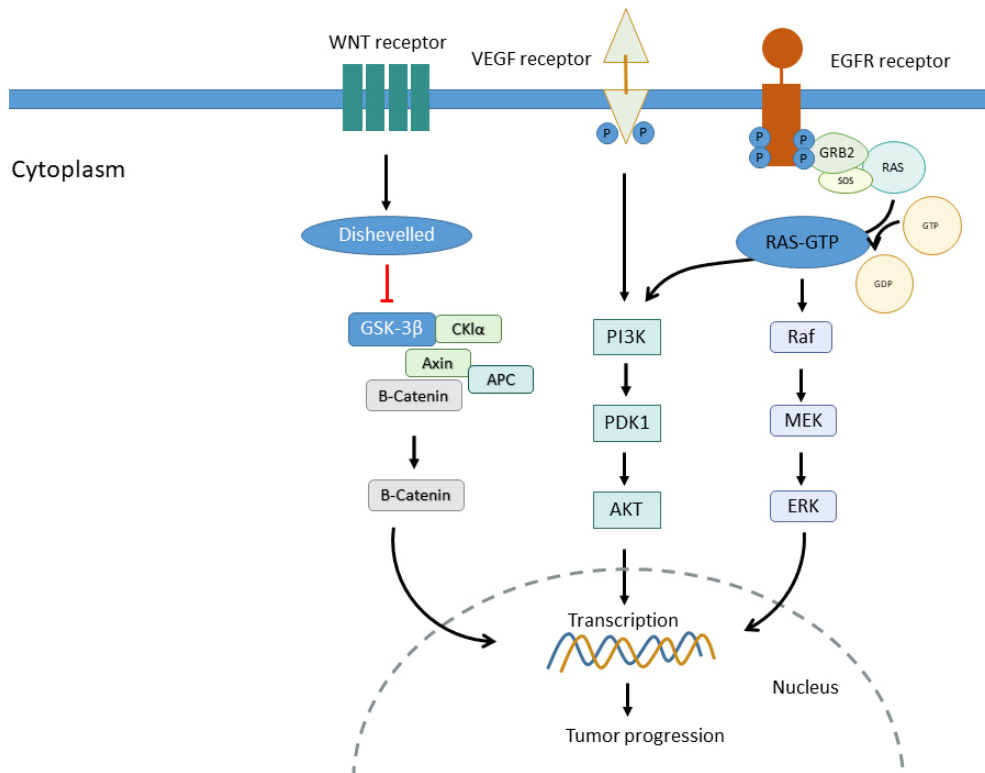 WNT receptor
VEGF receptor
EGFR receptor
P
P
P
P
P
P
GRB2
SOS
RAS
Cytoplasm
Dishevelled
RAS-GTP
GTP
GDP
GSK-3β
CKlα
Axin
APC
B-Catenin
PI3K
Raf
PDK1
MEK
B-Catenin
AKT
ERK
Transcription
Nucleus
Tumor progression